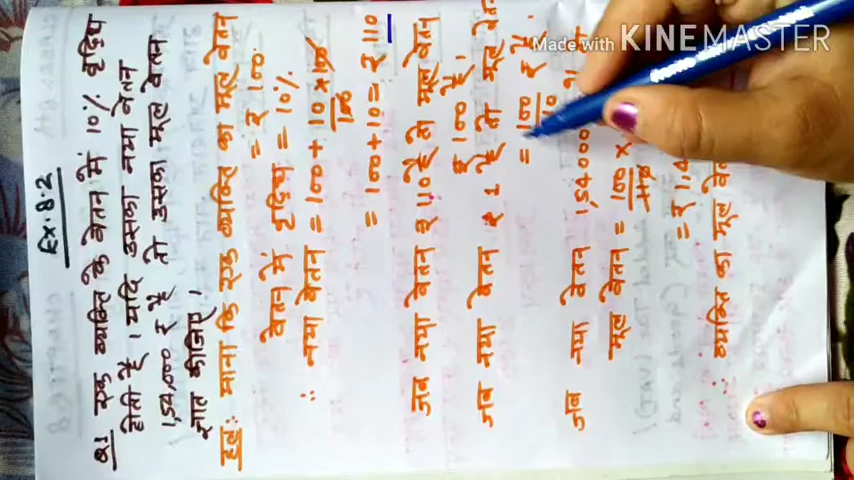 Ex. 8.2
Q1 एक व्यक्ति के वेतन में 10% वृद्धि
होती है। यदि उसका नया वेतन
1,54,000 ₹ है तो उसका मूल वेतन
ज्ञात कीजिए।
हल: माना कि एक व्यक्ति का मूल वेतन
= ₹ 100.
वेतन में वृद्धि = 10%
∴ नया वेतन = 100 + 10 × 100/100
= 100 + 10 = ₹ 110
जब नया वेतन ₹ 110 है तो मूल वेतन
₹ 100 है।
जब नया वेतन ₹ 1 है तो मूल वेतन
= 100 ₹ है.
जब नया वेतन 1,54,000
मूल वेतन = 100 ×
= ₹ 1,4
∴ व्यक्ति का मूल
Made with KINEMASTER